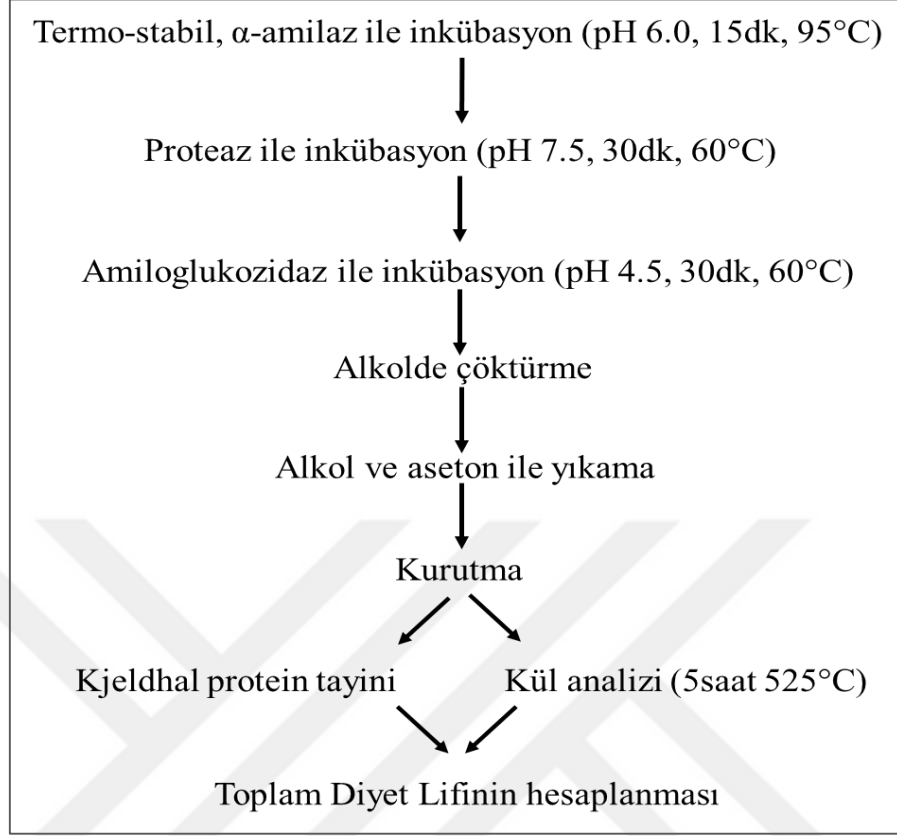 Termo-stabil, α-amilaz ile inkübasyon (pH 6.0, 15dk, 95°C)
Proteaz ile inkübasyon (pH 7.5, 30dk, 60°C)
Amiloglukozidaz ile inkübasyon (pH 4.5, 30dk, 60°C)
Alkolde çöktürme
Alkol ve aseton ile yıkama
Kurutma
Kjeldhal protein tayini
Kül analizi (5saat 525°C)
Toplam Diyet Lifinin hesaplanması